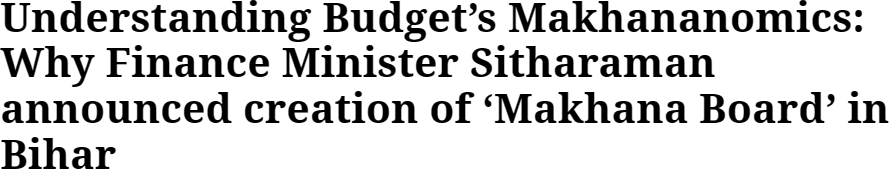 Understanding Budget’s Makhananomics:
Why Finance Minister Sitharaman
announced creation of ‘Makhana Board’ in
Bihar